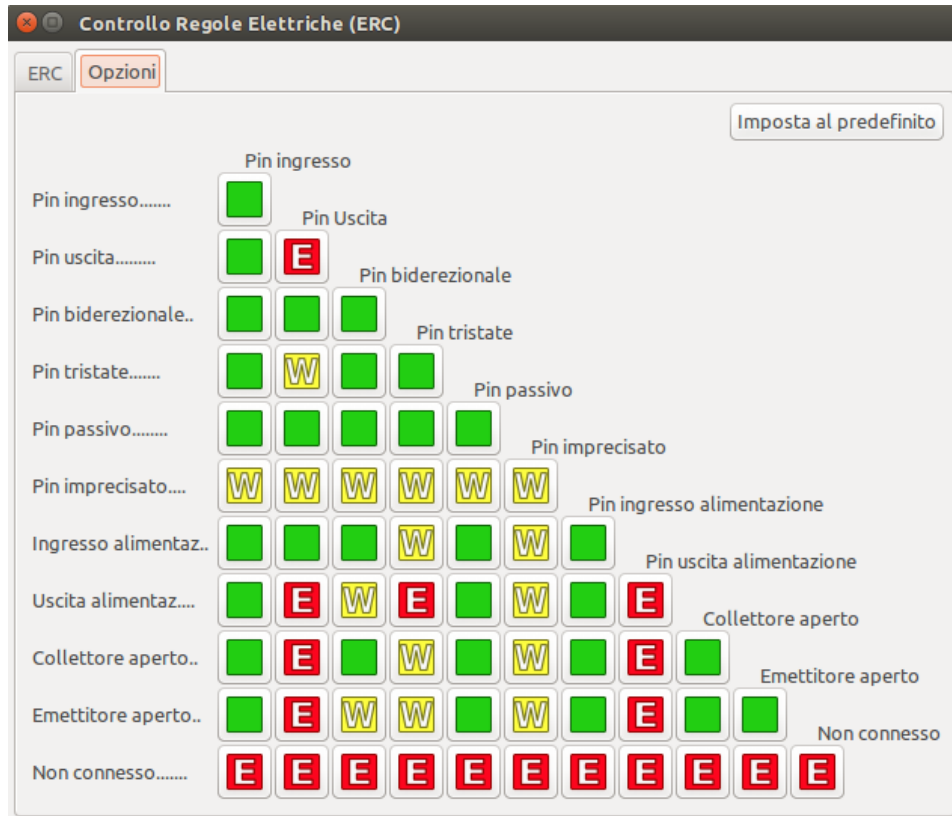 Controllo Regole Elettriche (ERC)
ERC Opzioni
Imposta al predefinito
Pin ingresso
Pin ingresso.......
Pin Uscita
Pin uscita......... E
Pin biderezionale
Pin biderezionale..
Pin tristate
Pin tristate....... W
Pin passivo
Pin passivo........
Pin imprecisato
Pin imprecisato.... W W W W W W
Pin ingresso alimentazione
Ingresso alimentaz.. W W
Pin uscita alimentazione
Uscita alimentaz.... E W E W E
Collettore aperto
Collettore aperto.. E W W E
Emettitore aperto
Emettitore aperto.. E W W W E
Non connesso
Non connesso....... E E E E E E E E E E E